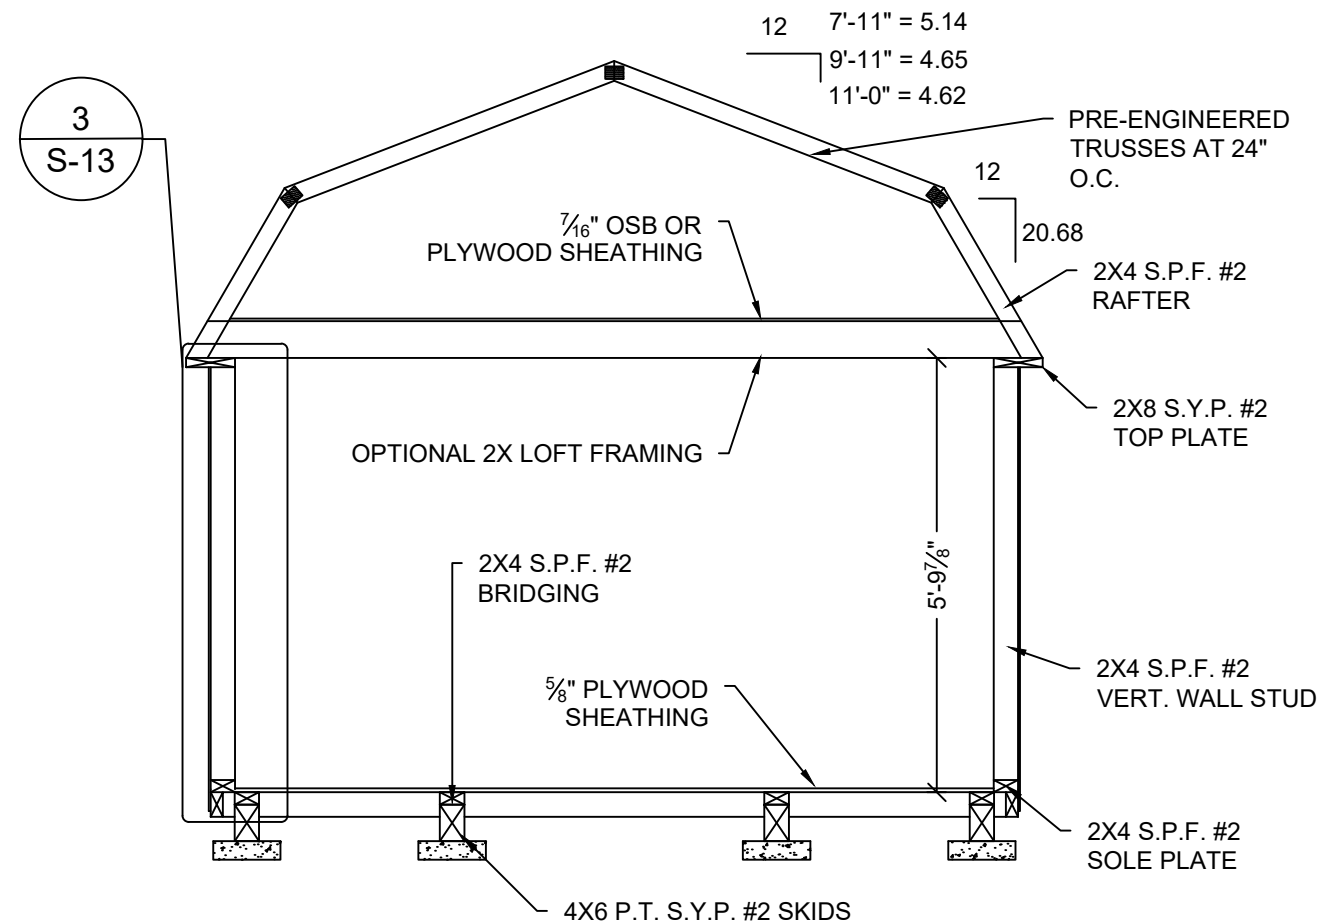 12
7'-11" = 5.14
9'-11" = 4.65
11'-0" = 4.62
3
S-13
PRE-ENGINEERED
TRUSSES AT 24"
O.C.
12
20.68
7/16" OSB OR
PLYWOOD SHEATHING
2X4 S.P.F. #2
RAFTER
2X8 S.Y.P. #2
TOP PLATE
OPTIONAL 2X LOFT FRAMING
5'-9 7/8"
2X4 S.P.F. #2
BRIDGING
5/8" PLYWOOD
SHEATHING
2X4 S.P.F. #2
VERT. WALL STUD
2X4 S.P.F. #2
SOLE PLATE
4X6 P.T. S.Y.P. #2 SKIDS